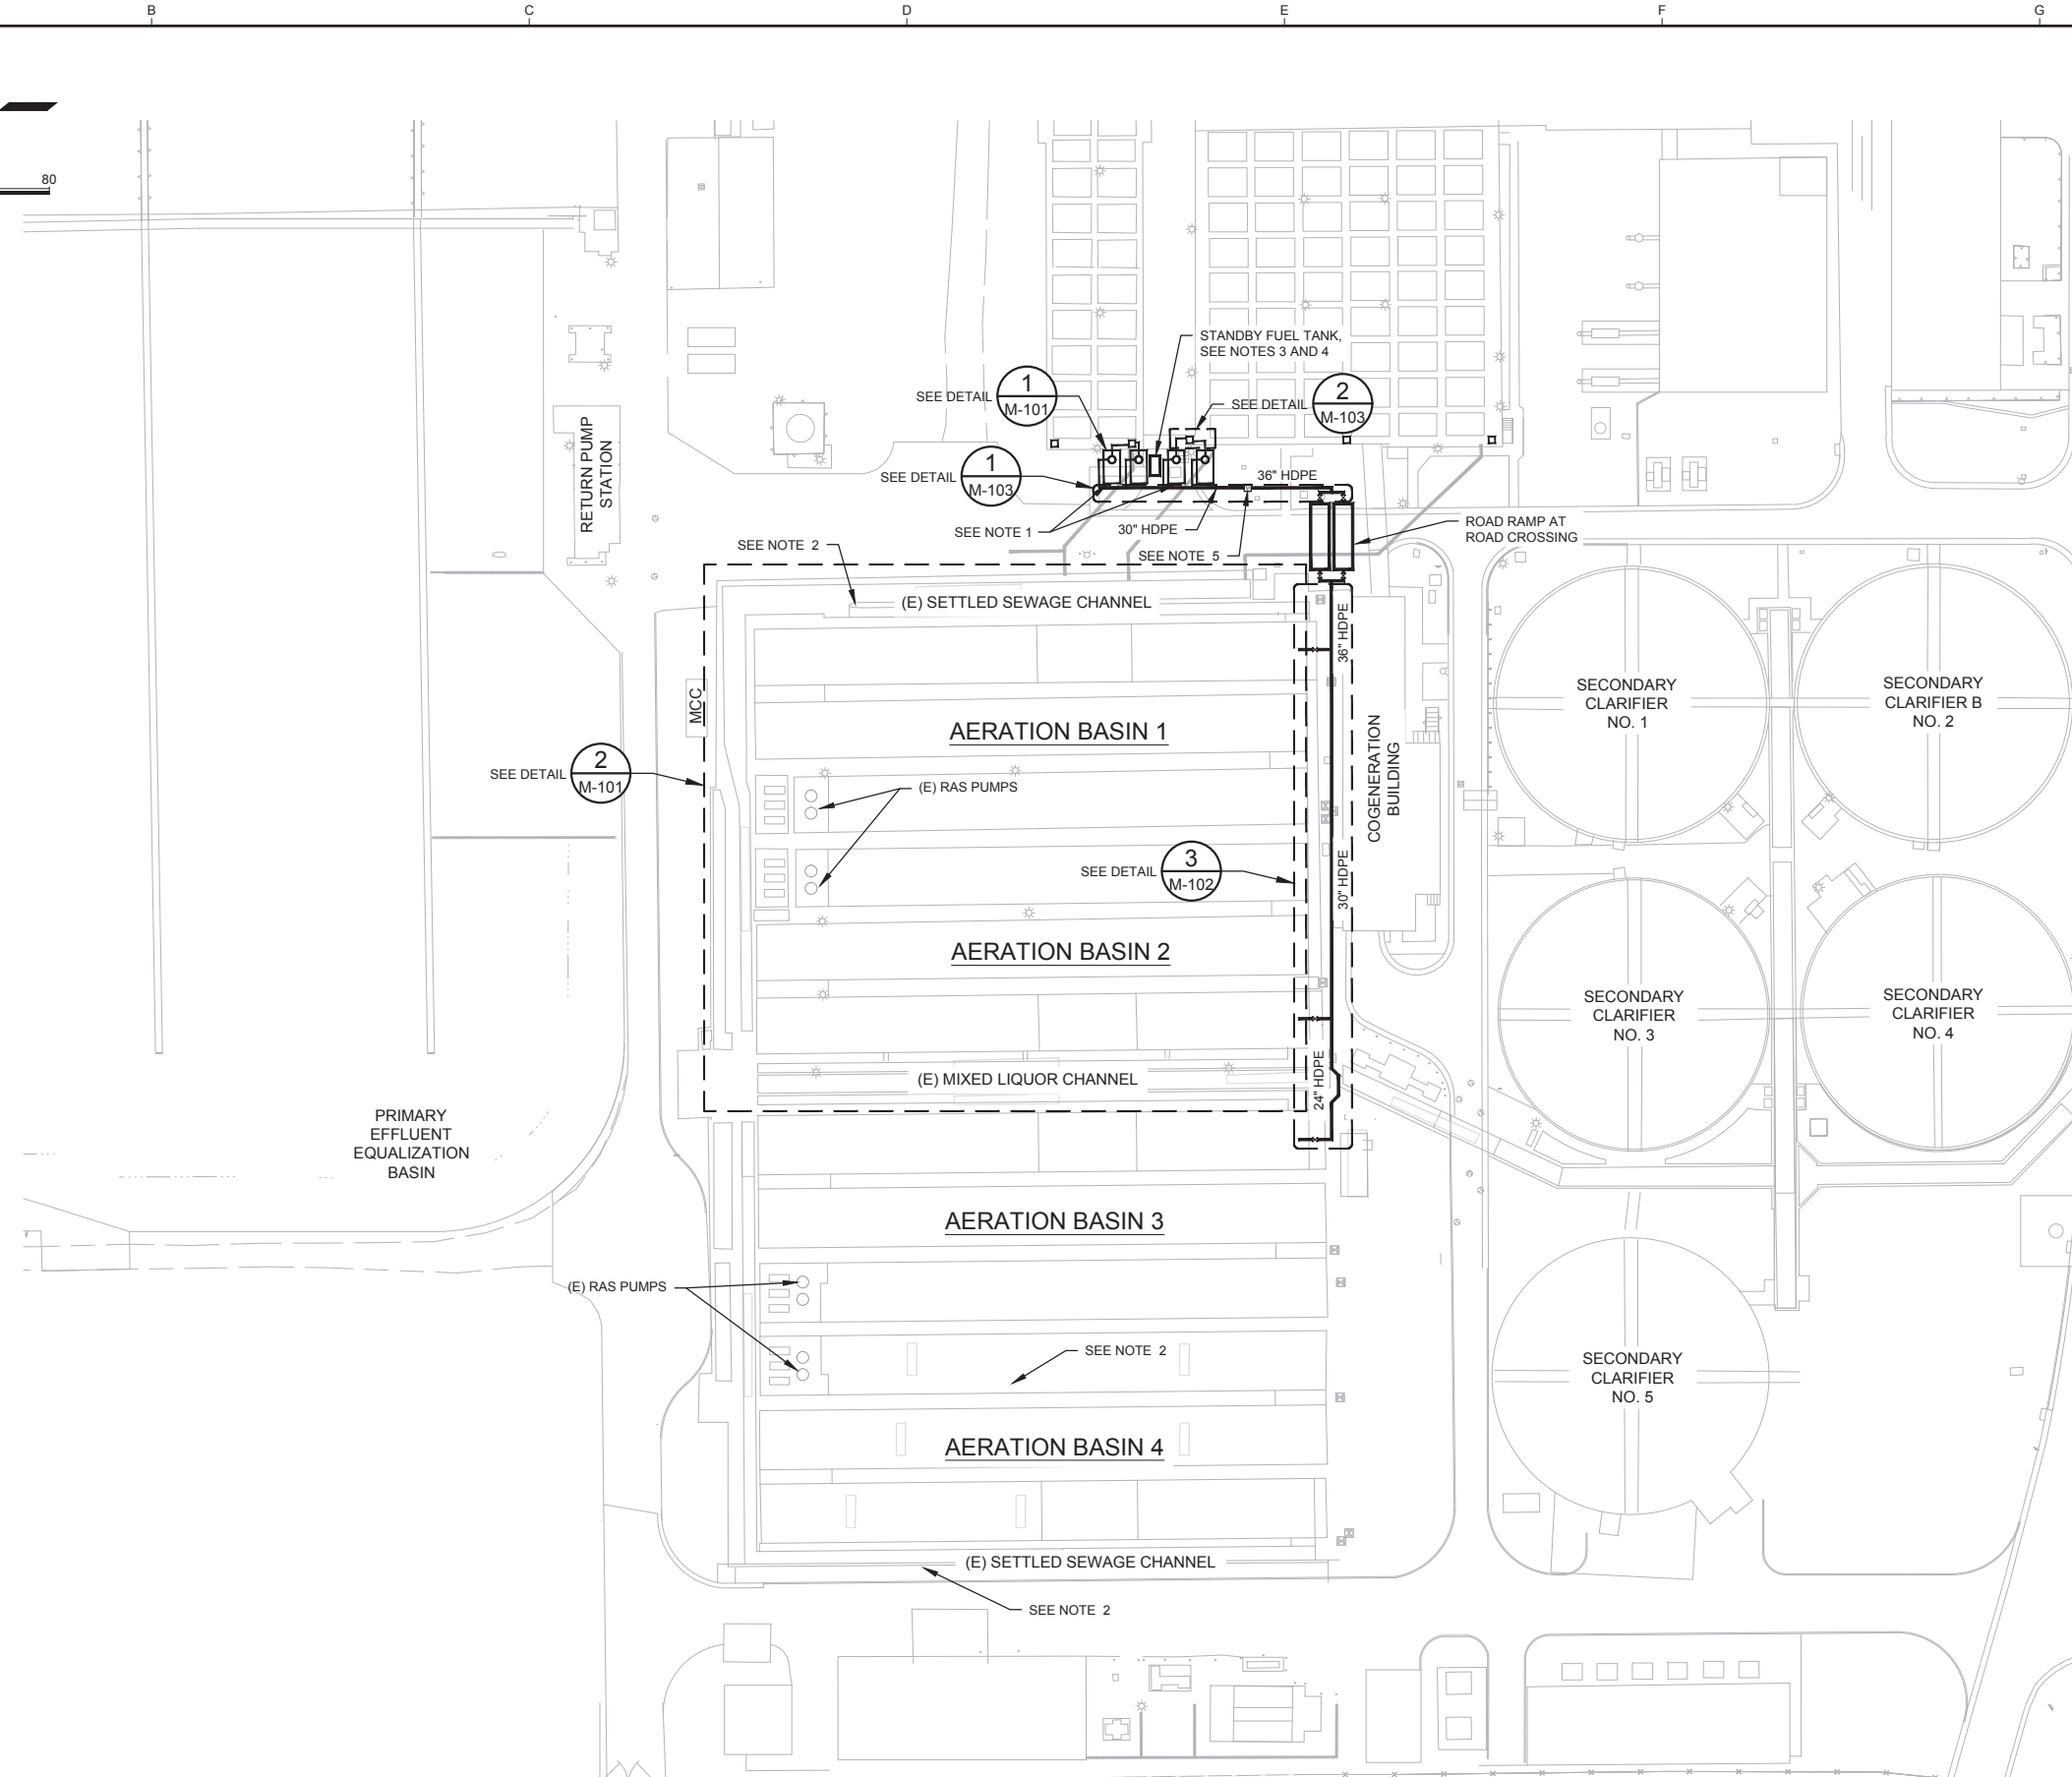 B
C
D
E
F
G
80
STANDBY FUEL TANK,
SEE NOTES 3 AND 4
1
M-101
SEE DETAIL
2
M-103
SEE DETAIL
1
M-103
SEE DETAIL
36" HDPE
RETURN PUMP
STATION
SEE NOTE 1
30" HDPE
SEE NOTE 5
ROAD RAMP AT
ROAD CROSSING
SEE NOTE 2
(E) SETTLED SEWAGE CHANNEL
36" HDPE
MCC
AERATION BASIN 1
SECONDARY
CLARIFIER
NO. 1
SECONDARY
CLARIFIER B
NO. 2
2
M-101
SEE DETAIL
(E) RAS PUMPS
COGENERATION
BUILDING
3
M-102
SEE DETAIL
30" HDPE
AERATION BASIN 2
SECONDARY
CLARIFIER
NO. 3
SECONDARY
CLARIFIER
NO. 4
(E) MIXED LIQUOR CHANNEL
24" HDPE
PRIMARY
EFFLUENT
EQUALIZATION
BASIN
AERATION BASIN 3
(E) RAS PUMPS
SEE NOTE 2
SECONDARY
CLARIFIER
NO. 5
AERATION BASIN 4
(E) SETTLED SEWAGE CHANNEL
SEE NOTE 2